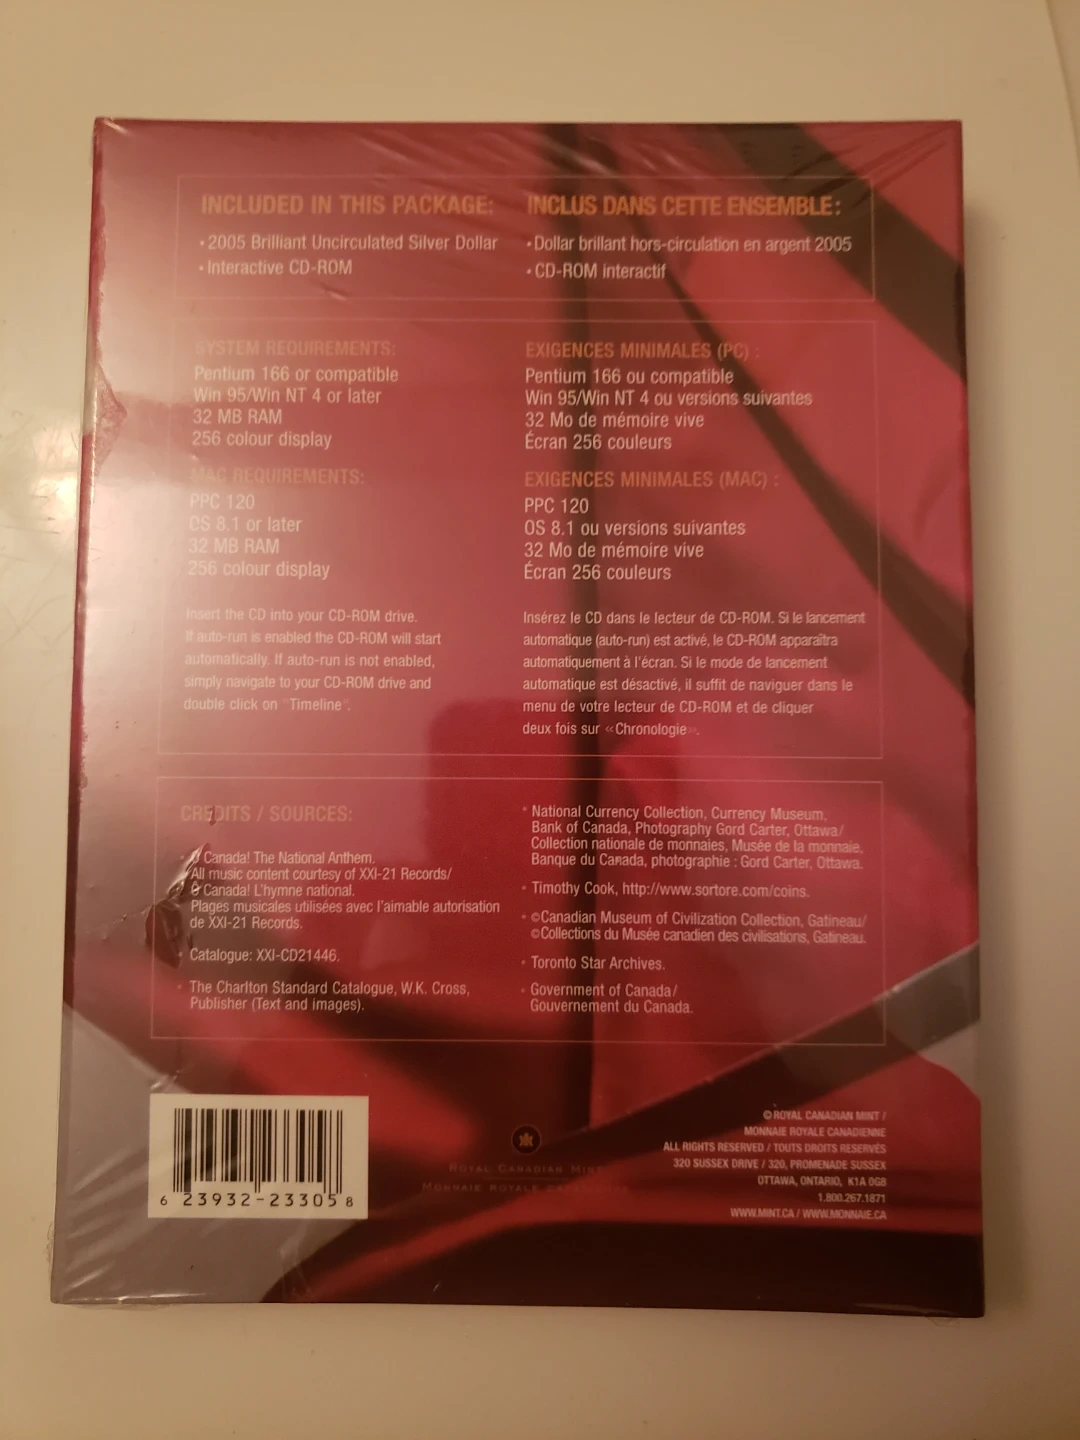 INCLUDED IN THIS PACKAGE:
• 2005 Brilliant Uncirculated Silver Dollar
• Interactive CD-ROM
INCLUS DANS CETTE ENSEMBLE:
• Dollar brillant hors-circulation en argent 2005
• CD-ROM interactif
SYSTEM REQUIREMENTS:
Pentium 166 or compatible
Win 95/Win NT 4 or later
32 MB RAM
256 colour display
MAC REQUIREMENTS:
PPC 120
OS 8.1 or later
32 MB RAM
256 colour display
Insert the CD into your CD-ROM drive.
If auto-run is enabled the CD-ROM will start
automatically. If auto-run is not enabled,
simply navigate to your CD-ROM drive and
double click on "Timeline".
EXIGENCES MINIMALES (PC) :
Pentium 166 ou compatible
Win 95/Win NT 4 ou versions suivantes
32 Mo de mémoire vive
Écran 256 couleurs
EXIGENCES MINIMALES (MAC) :
PPC 120
OS 8.1 ou versions suivantes
32 Mo de mémoire vive
Écran 256 couleurs
Insérez le CD dans le lecteur de CD-ROM. Si le lancement
automatique (auto-run) est activé, le CD-ROM apparaîtra
automatiquement à l'écran. Si le mode de lancement
automatique est désactivé, il suffit de naviguer dans le
menu de votre lecteur de CD-ROM et de cliquer
deux fois sur «Chronologie».
CREDITS / SOURCES:
• O Canada! The National Anthem.
All music content courtesy of XXI-21 Records/
Ô Canada! L'hymne national.
Plages musicales utilisées avec l'aimable autorisation
de XXI-21 Records.
Catalogue: XXI-CD21446.
• The Charlton Standard Catalogue, W.K. Cross,
Publisher (Text and images).
• National Currency Collection, Currency Museum,
Bank of Canada, Photography Gord Carter, Ottawa/
Collection nationale de monnaies, Musée de la monnaie,
Banque du Canada, photographie : Gord Carter, Ottawa.
• Timothy Cook, http://www.sortore.com/coins.
• ©Canadian Museum of Civilization Collection, Gatineau/
©Collections du Musée canadien des civilisations, Gatineau.
• Toronto Star Archives.
• Government of Canada/
Gouvernement du Canada.
6 23932-23305 8
ROYAL CANADIAN MINT
MONNAIE ROYALE CANADIENNE
© ROYAL CANADIAN MINT /
MONNAIE ROYALE CANADIENNE
ALL RIGHTS RESERVED / TOUTS DROITS RESERVÉS
320 SUSSEX DRIVE / 320, PROMENADE SUSSEX
OTTAWA, ONTARIO, K1A 0G8
1.800.267.1871
WWW.MINT.CA / WWW.MONNAIE.CA